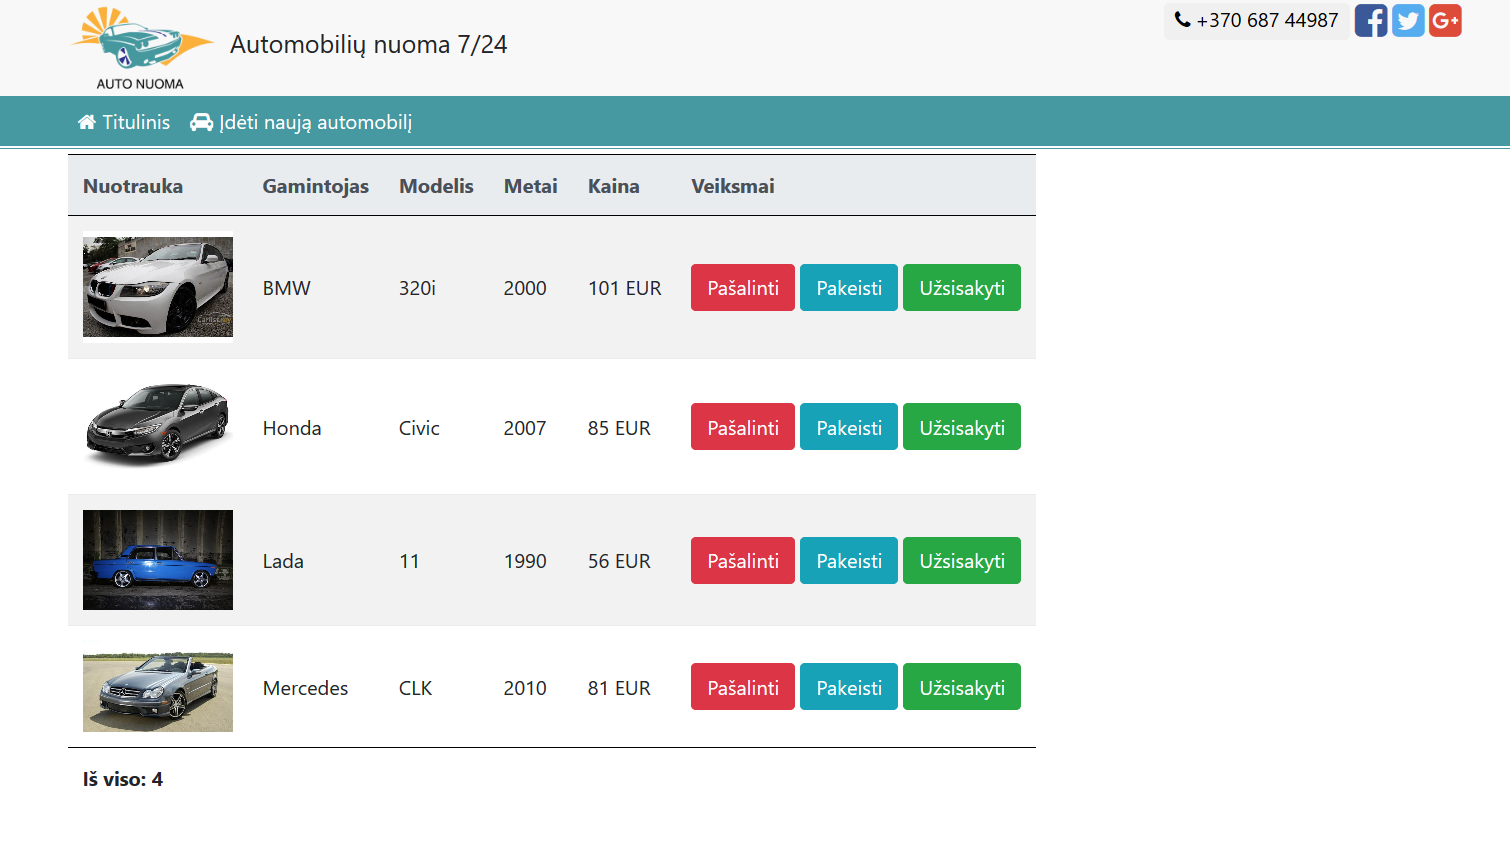 AUTO NUOMA
Automobilių nuoma 7/24
+370 687 44987
Titulinis Įdėti naują automobilį
Nuotrauka Gamintojas Modelis Metai Kaina Veiksmai
BMW 320i 2000 101 EUR Pašalinti Pakeisti Užsisakyti
Honda Civic 2007 85 EUR Pašalinti Pakeisti Užsisakyti
Lada 11 1990 56 EUR Pašalinti Pakeisti Užsisakyti
Mercedes CLK 2010 81 EUR Pašalinti Pakeisti Užsisakyti
Iš viso: 4